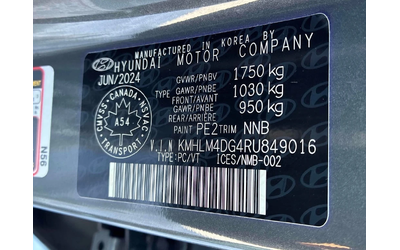 MANUFACTURED IN KOREA BY
HYUNDAI MOTOR COMPANY
JUN/2024
GVWR/PNBV 1750 kg
GAWR/PNBE 1030 kg
FRONT/AVANT
GAWR/PNBE 950 kg
REAR/ARRIÈRE
PAINT PE2 TRIM NNB
CANADA
CMVSS NSVAC
A54
TRANSPORT
V.I.N KMHLM4DG4RU849016
TYPE:PC/VT ICES/NMB-002
N56